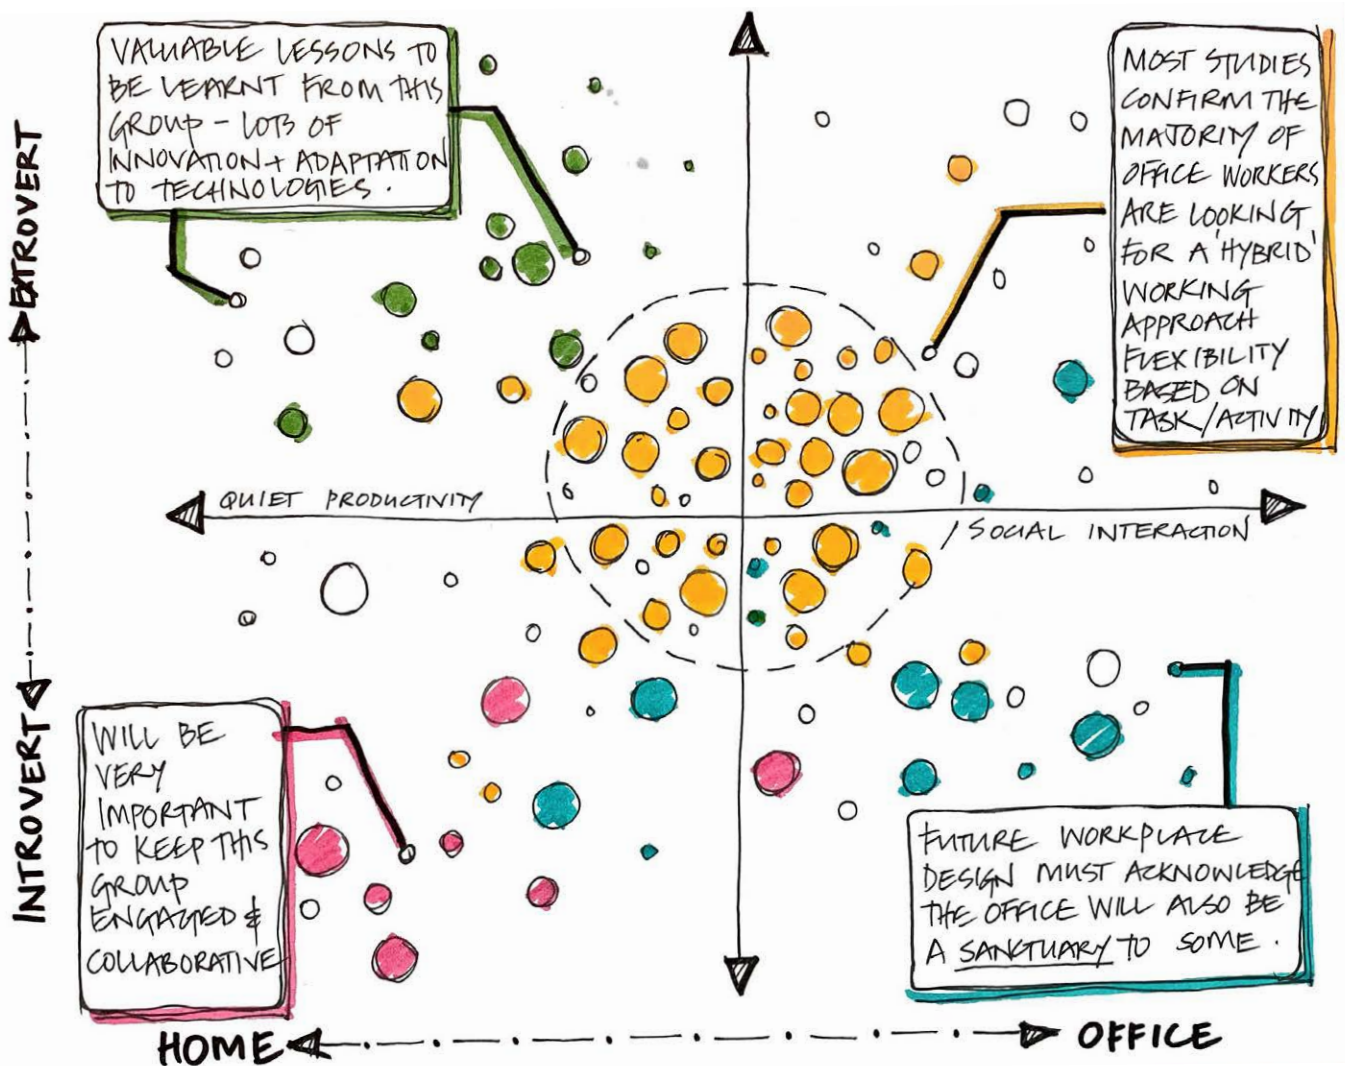 VALUABLE LESSONS TO
BE LEARNT FROM THIS
GROUP - LOTS OF
INNOVATION + ADAPTATION
TO TECHNOLOGIES.
MOST STUDIES
CONFIRM THE
MAJORITY OF
OFFICE WORKERS
ARE LOOKING
FOR A 'HYBRID'
WORKING
APPROACH
FLEXIBILITY
BASED ON
TASK/ACTIVITY
EXTROVERT
QUIET PRODUCTIVITY
SOCIAL INTERACTION
INTROVERT
WILL BE
VERY
IMPORTANT
TO KEEP THIS
GROUP
ENGAGED &
COLLABORATIVE
FUTURE WORKPLACE
DESIGN MUST ACKNOWLEDGE
THE OFFICE WILL ALSO BE
A SANCTUARY TO SOME.
HOME
OFFICE